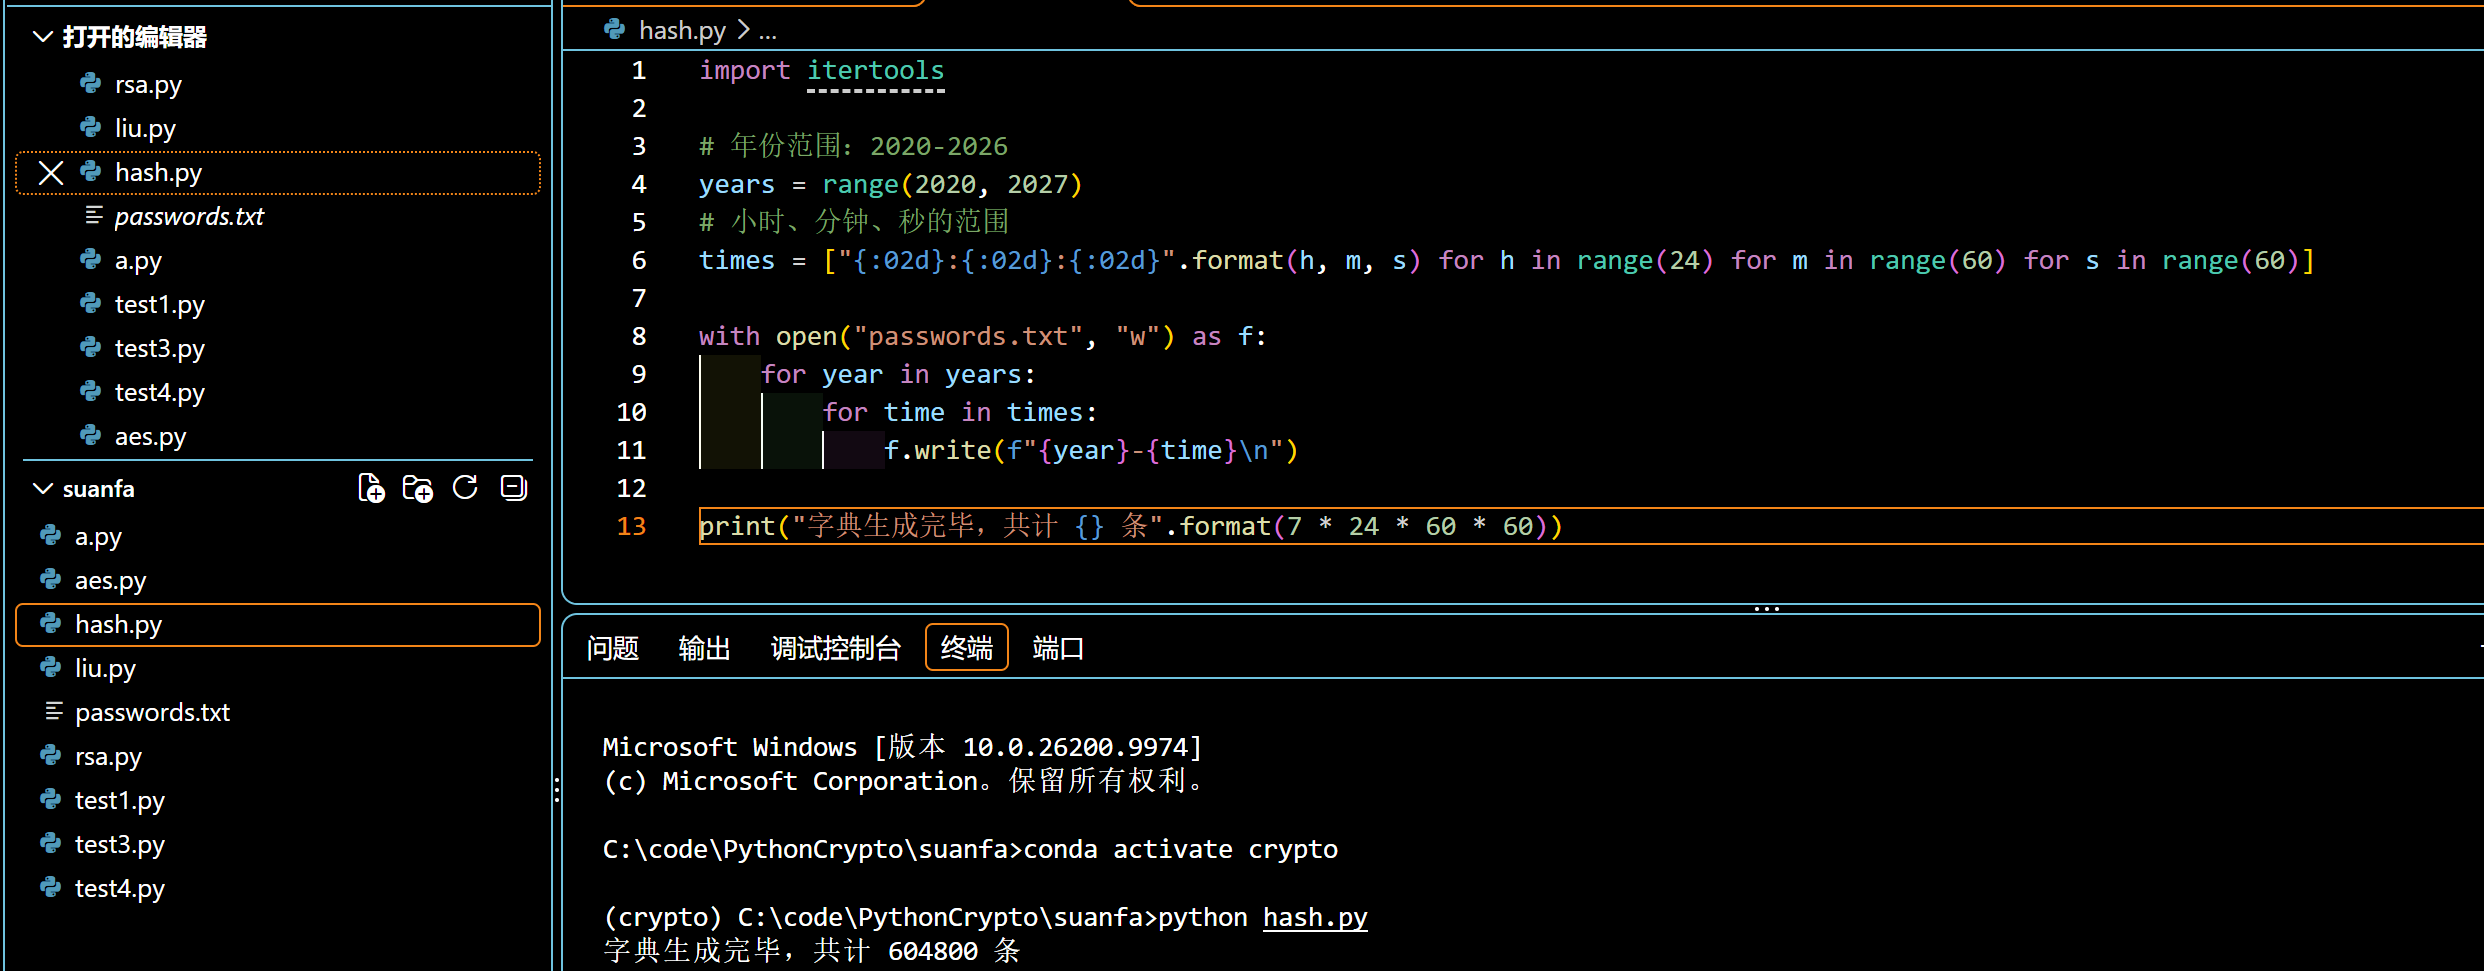 打开的编辑器
rsa.py
liu.py
hash.py
passwords.txt
a.py
test1.py
test3.py
test4.py
aes.py
suanfa
a.py
aes.py
hash.py
liu.py
passwords.txt
rsa.py
test1.py
test3.py
test4.py
hash.py > ...
1 import itertools
2
3 # 年份范围：2020-2026
4 years = range(2020, 2027)
5 # 小时、分钟、秒的范围
6 times = ["{:02d}:{:02d}:{:02d}".format(h, m, s) for h in range(24) for m in range(60) for s in range(60)]
7
8 with open("passwords.txt", "w") as f:
9     for year in years:
10         for time in times:
11             f.write(f"{year}-{time}\n")
12
13 print("字典生成完毕，共计 {} 条".format(7 * 24 * 60 * 60))
问题 输出 调试控制台 终端 端口
Microsoft Windows [版本 10.0.26200.9974]
(c) Microsoft Corporation。保留所有权利。
C:\code\PythonCrypto\suanfa>conda activate crypto
(crypto) C:\code\PythonCrypto\suanfa>python hash.py
字典生成完毕，共计 604800 条